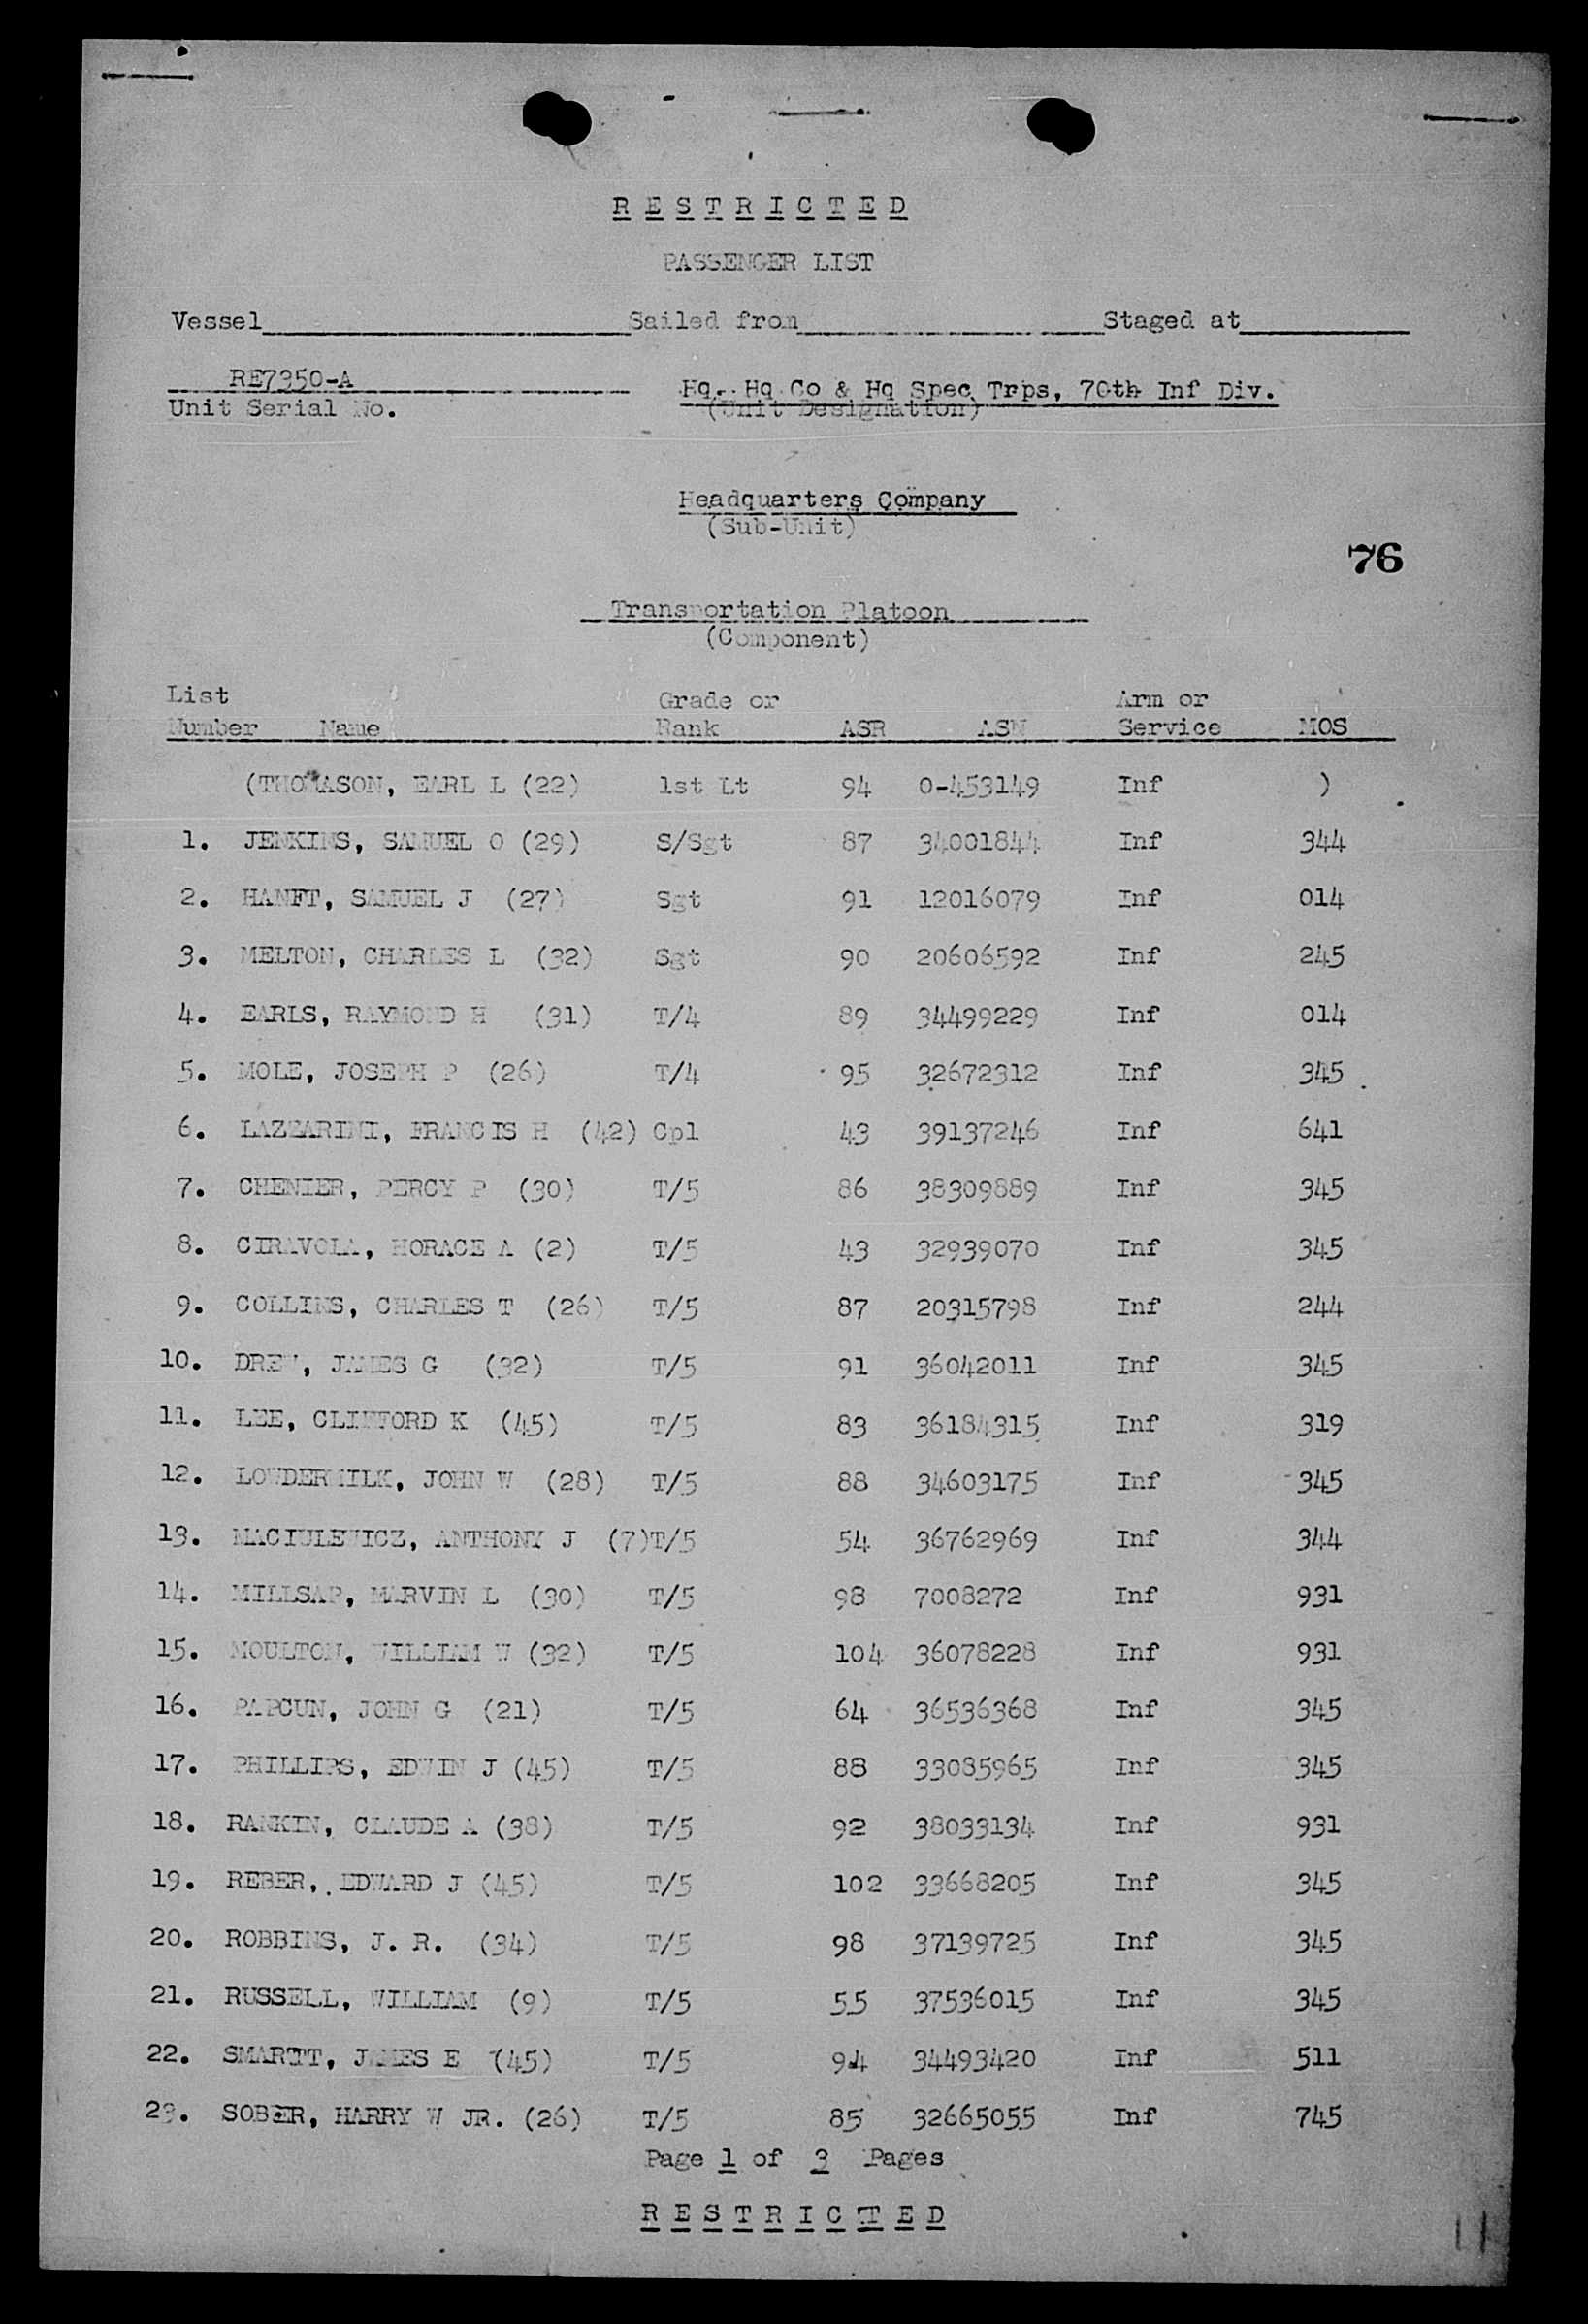 R E S T R I C T E D
PASSENGER LIST
Vessel Sailed from Staged at
RE7350-A Hq, Hq Co & Hq Spec Trps, 70th Inf Div.
Unit Serial No. (Unit Designation)
Headquarters Company
(Sub-Unit)
76
Transportation Platoon
(Component)
List Grade or Arm or
Number Name Rank ASR ASN Service MOS
(THOMASON, EARL L (22) 1st Lt 94 0-453149 Inf )
1. JENKINS, SAMUEL O (29) S/Sgt 87 34001844 Inf 344
2. HANFT, SAMUEL J (27) Sgt 91 12016079 Inf 014
3. MELTON, CHARLES L (32) Sgt 90 20606592 Inf 245
4. EARLS, RAYMOND H (31) T/4 89 34499229 Inf 014
5. MOLE, JOSEPH P (26) T/4 95 32672312 Inf 345
6. LAZZARINI, FRANCIS H (42) Cpl 43 39137246 Inf 641
7. CHENIER, PERCY P (30) T/5 86 38309889 Inf 345
8. CIRAVOLA, HORACE A (2) T/5 43 32939070 Inf 345
9. COLLINS, CHARLES T (26) T/5 87 20315798 Inf 244
10. DREW, JAMES G (32) T/5 91 36042011 Inf 345
11. LEE, CLIFFORD K (45) T/5 83 36184315 Inf 319
12. LOWDERMILK, JOHN W (28) T/5 88 34603175 Inf 345
13. MACIULEWICZ, ANTHONY J (7)T/5 54 36762969 Inf 344
14. MILLSAP, MARVIN L (30) T/5 98 7008272 Inf 931
15. MOULTON, WILLIAM W (32) T/5 104 36078228 Inf 931
16. PAPCUN, JOHN G (21) T/5 64 36536368 Inf 345
17. PHILLIPS, EDWIN J (45) T/5 88 33085965 Inf 345
18. RANKIN, CLAUDE A (38) T/5 92 38033134 Inf 931
19. REBER, EDWARD J (45) T/5 102 33668205 Inf 345
20. ROBBINS, J. R. (34) T/5 98 37139725 Inf 345
21. RUSSELL, WILLIAM (9) T/5 55 37536015 Inf 345
22. SMARTT, JAMES E (45) T/5 94 34493420 Inf 511
23. SOBER, HARRY W JR. (26) T/5 85 32665055 Inf 745
Page 1 of 3 Pages
R E S T R I C T E D